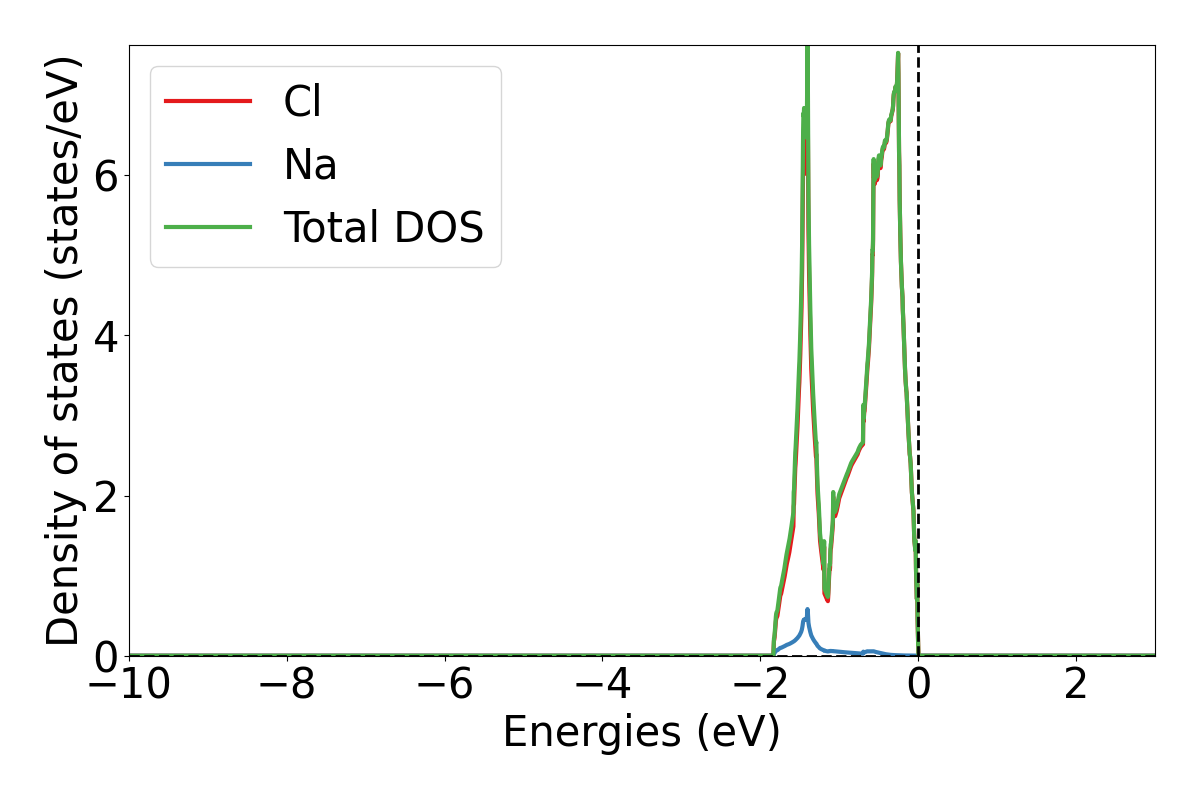 Density of states (states/eV)
Cl
Na
Total DOS
6
4
2
0
−10 −8 −6 −4 −2 0 2
Energies (eV)